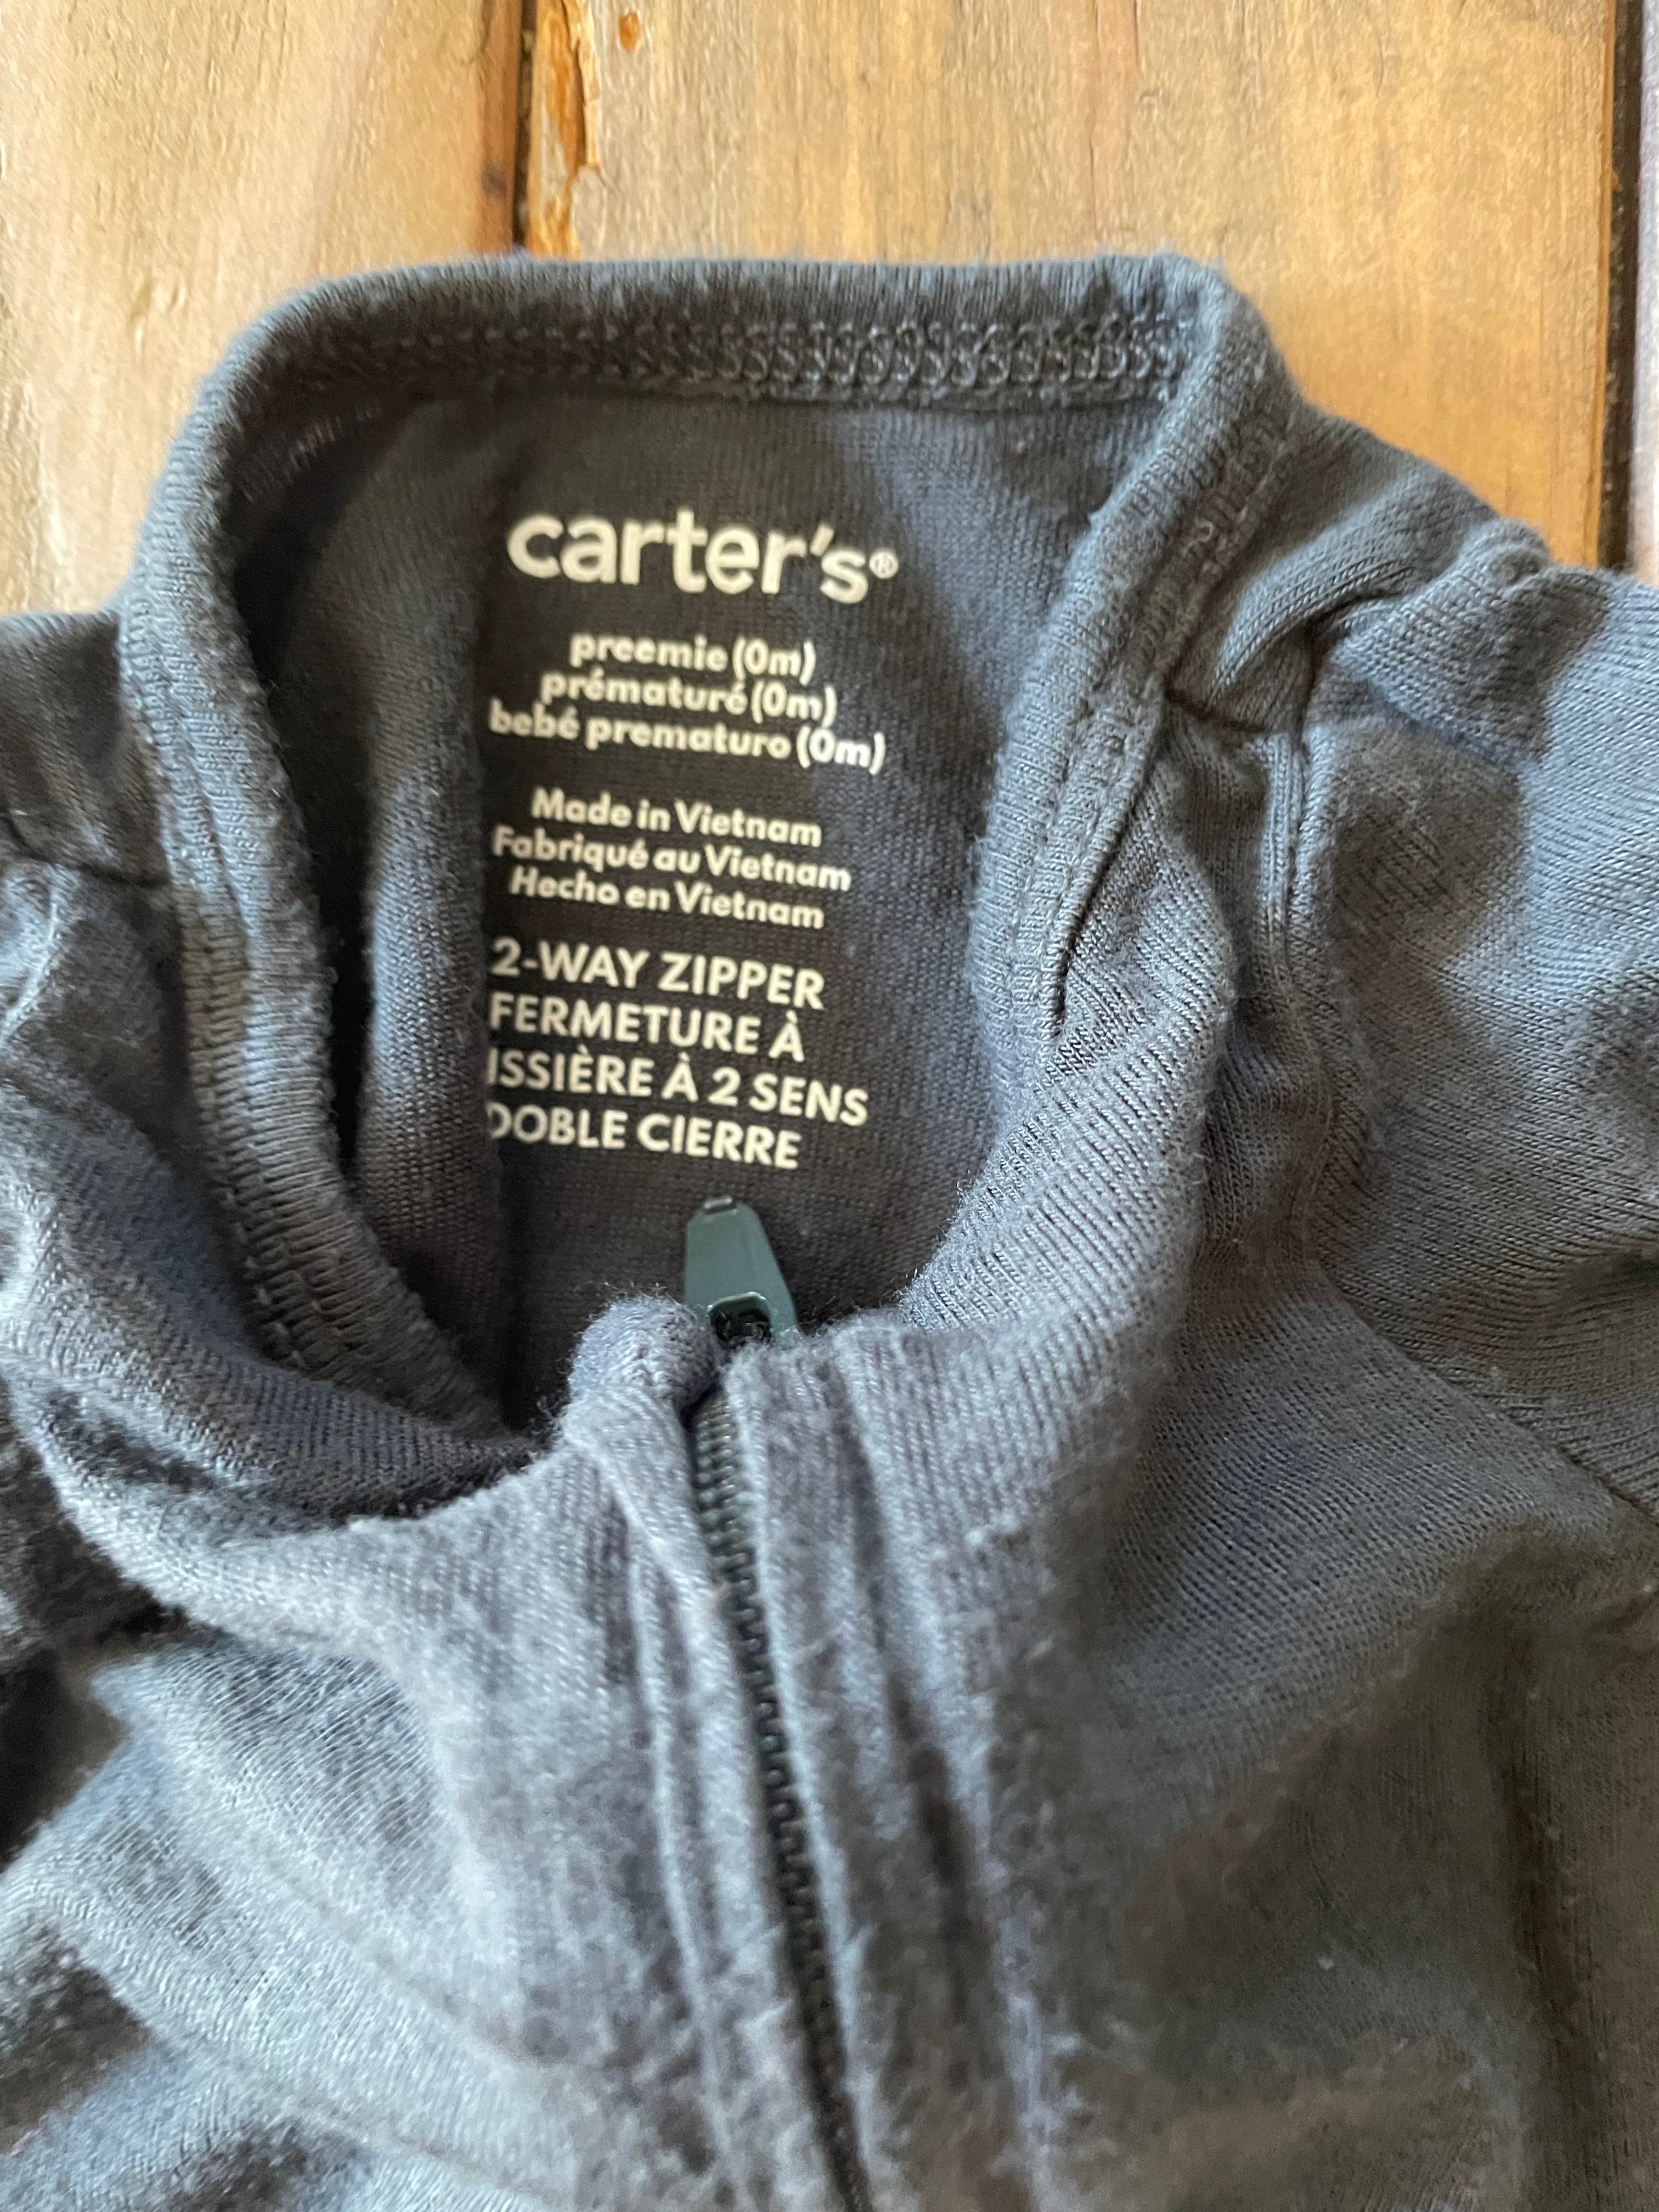 carter's®
preemie (0m)
prématuré (0m)
bebé prematuro (0m)
Made in Vietnam
Fabriqué au Vietnam
Hecho en Vietnam
2-WAY ZIPPER
FERMETURE À
ISSIÈRE À 2 SENS
DOBLE CIERRE